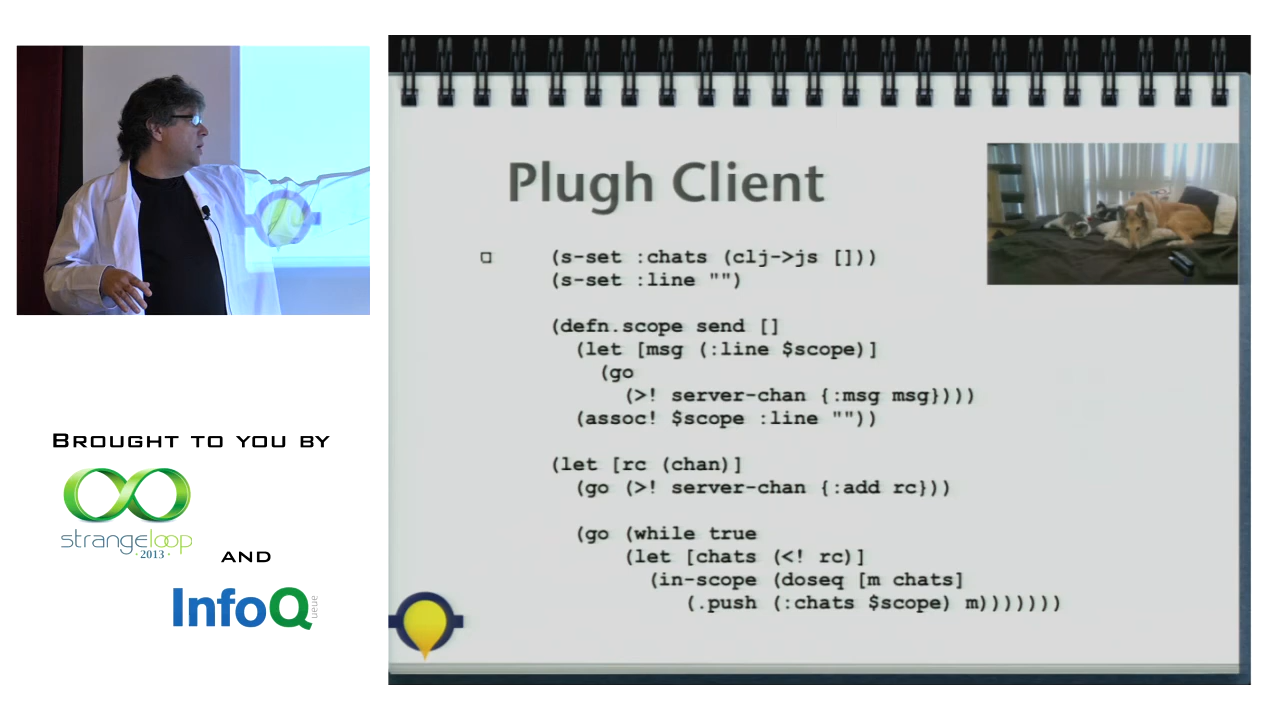 Plugh Client
(s-set :chats (clj->js []))
(s-set :line "")
(defn.scope send []
(let [msg (:line $scope)]
(go
(>! server-chan {:msg msg})))
(assoc! $scope :line ""))
(let [rc (chan)]
(go (>! server-chan {:add rc}))
(go (while true
(let [chats (<! rc)]
(in-scope (doseq [m chats]
(.push (:chats $scope) m)))))))
BROUGHT TO YOU BY
strangeloop
·2013·
AND
InfoQ
queue